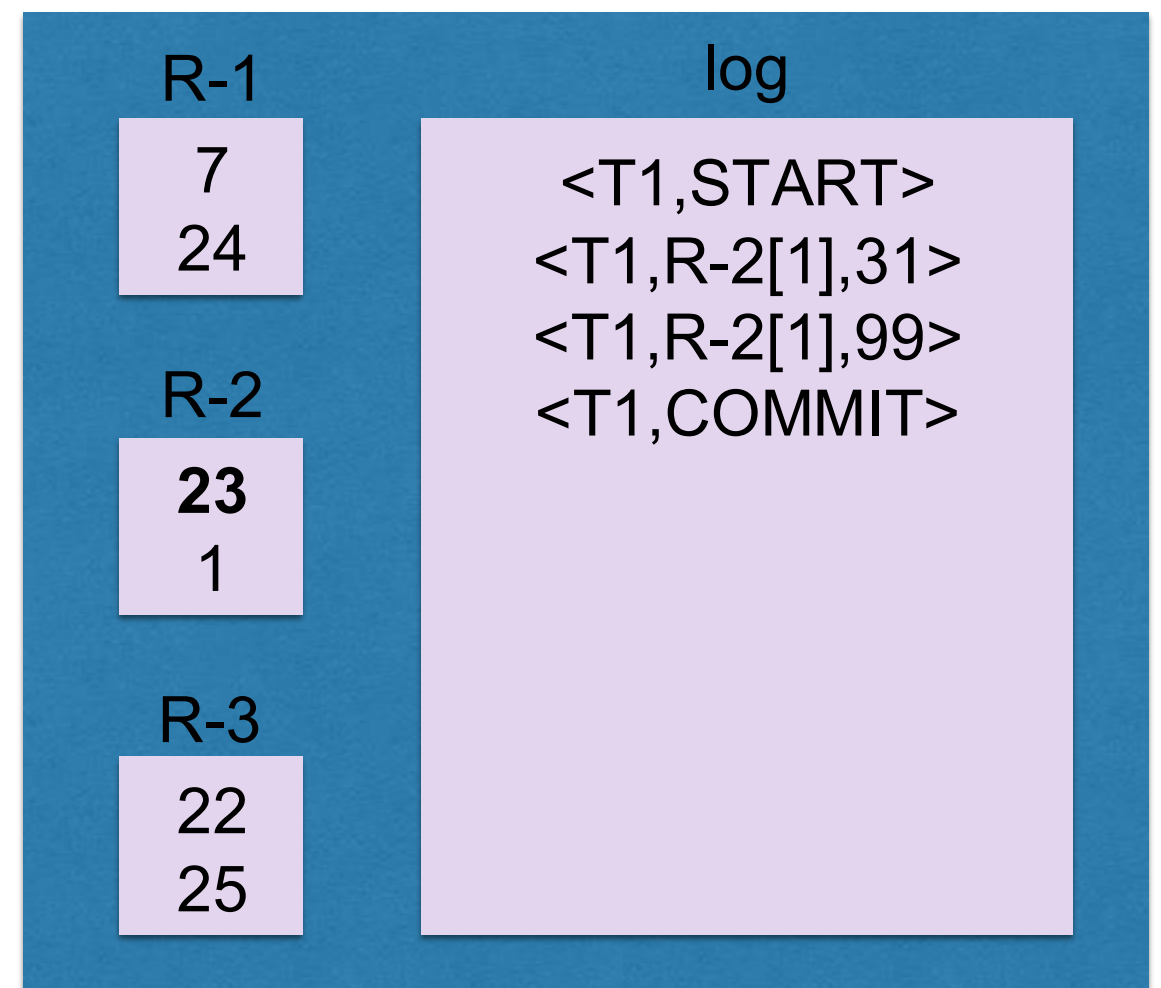 R-1
7
24
R-2
23
1
R-3
22
25
log
<T1,START>
<T1,R-2[1],31>
<T1,R-2[1],99>
<T1,COMMIT>